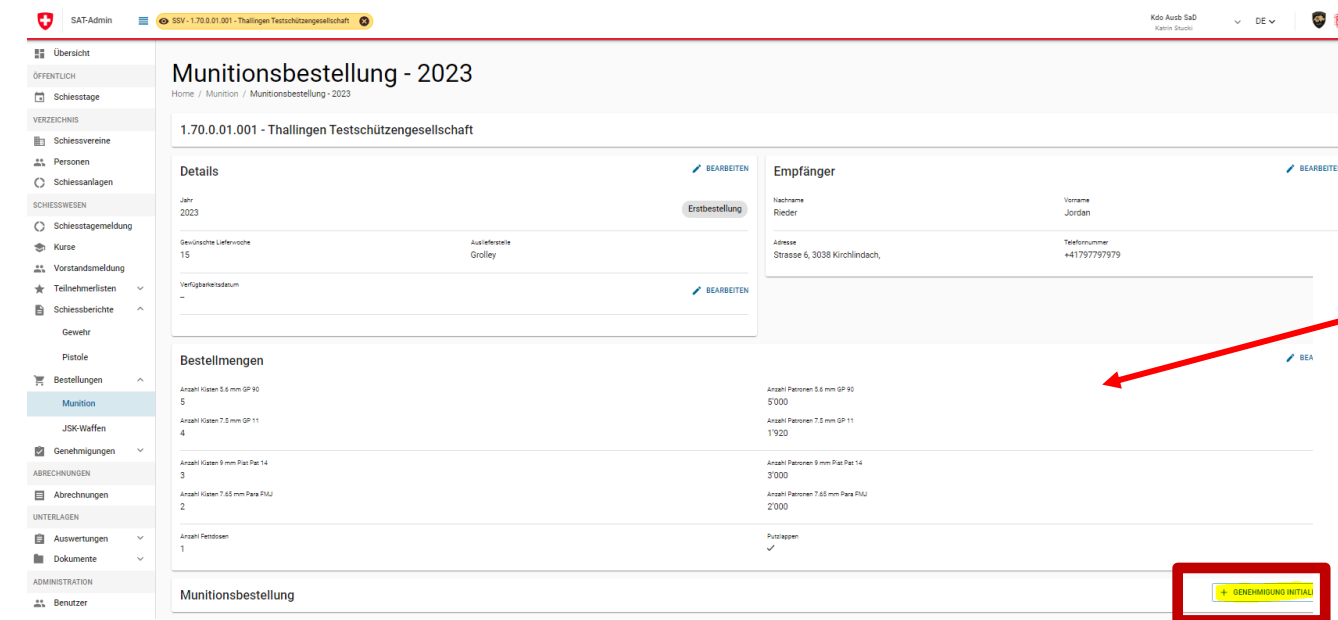 SAT-Admin
SSV - 1.70.0.01.001 - Thallingen Testschützengesellschaft
Kdo Ausb SaD
Katrin Stucki
DE
Übersicht
ÖFFENTLICH
Schiesstage
VERZEICHNIS
Schiessvereine
Personen
Schiessanlagen
SCHIESSWESEN
Schiesstagemeldung
Kurse
Vorstandsmeldung
Teilnehmerlisten
Schiessberichte
Gewehr
Pistole
Bestellungen
Munition
JSK-Waffen
Genehmigungen
ABRECHNUNGEN
Abrechnungen
UNTERLAGEN
Auswertungen
Dokumente
ADMINISTRATION
Benutzer
Munitionsbestellung - 2023
Home / Munition / Munitionsbestellung - 2023
1.70.0.01.001 - Thallingen Testschützengesellschaft
Details
BEARBEITEN
Jahr
2023
Erstbestellung
Gewünschte Lieferwoche
15
Auslieferstelle
Grolley
Verfügbarkeitsdatum
–
BEARBEITEN
Empfänger
BEARBEITE
Nachname
Rieder
Vorname
Jordan
Adresse
Strasse 6, 3038 Kirchlindach,
Telefonnummer
+41797797979
Bestellmengen
BEA
Anzahl Kisten 5.6 mm GP 90
5
Anzahl Patronen 5.6 mm GP 90
5'000
Anzahl Kisten 7.5 mm GP 11
4
Anzahl Patronen 7.5 mm GP 11
1'920
Anzahl Kisten 9 mm Pist Pat 14
3
Anzahl Patronen 9 mm Pist Pat 14
3'000
Anzahl Kisten 7.65 mm Para FMJ
2
Anzahl Patronen 7.65 mm Para FMJ
2'000
Anzahl Fettdosen
1
Putzlappen
✓
Munitionsbestellung
+ GENEHMIGUNG INITIAL